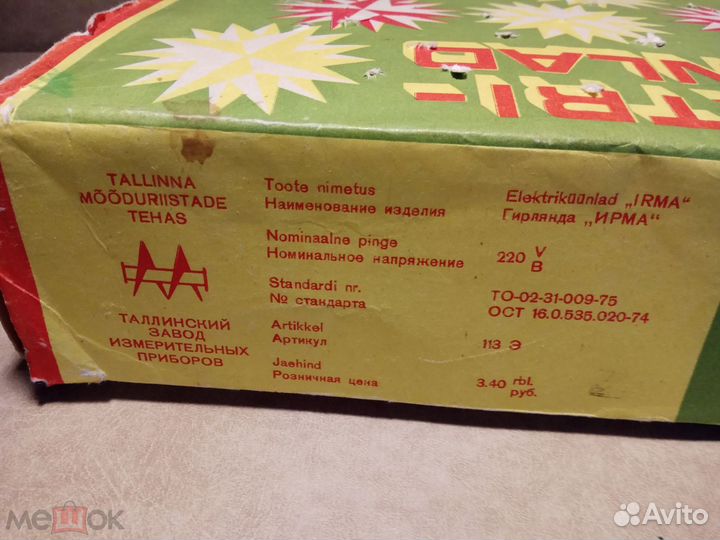 TRI-
NLAD
TALLINNA
MÕÕDURIISTADE
TEHAS
ТАЛЛИНСКИЙ
ЗАВОД
ИЗМЕРИТЕЛЬНЫХ
ПРИБОРОВ
Toote nimetus Elektriküünlad „IRMA“
Наименование изделия Гирлянда „ИРМА“
Nominaalne pinge 220 V
Номинальное напряжение В
Standardi nr. TO-02-31-009-75
№ стандарта ОСТ 16.0.535.020-74
Artikkel
Артикул 113 Э
Jaehind 3.40 rbl.
Розничная цена руб.
мешок
Avito